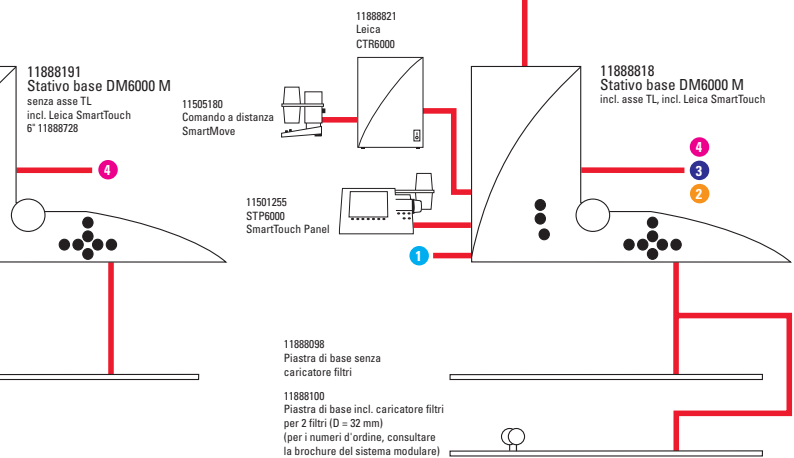 11888821
Leica
CTR6000
11888191
Stativo base DM6000 M
senza asse TL
incl. Leica SmartTouch
6" 11888728
11505180
Comando a distanza
SmartMove
11888818
Stativo base DM6000 M
incl. asse TL, incl. Leica SmartTouch
4
4
3
2
11501255
STP6000
SmartTouch Panel
1
11888098
Piastra di base senza
caricatore filtri
11888100
Piastra di base incl. caricatore filtri
per 2 filtri (D = 32 mm)
(per i numeri d'ordine, consultare
la brochure del sistema modulare)